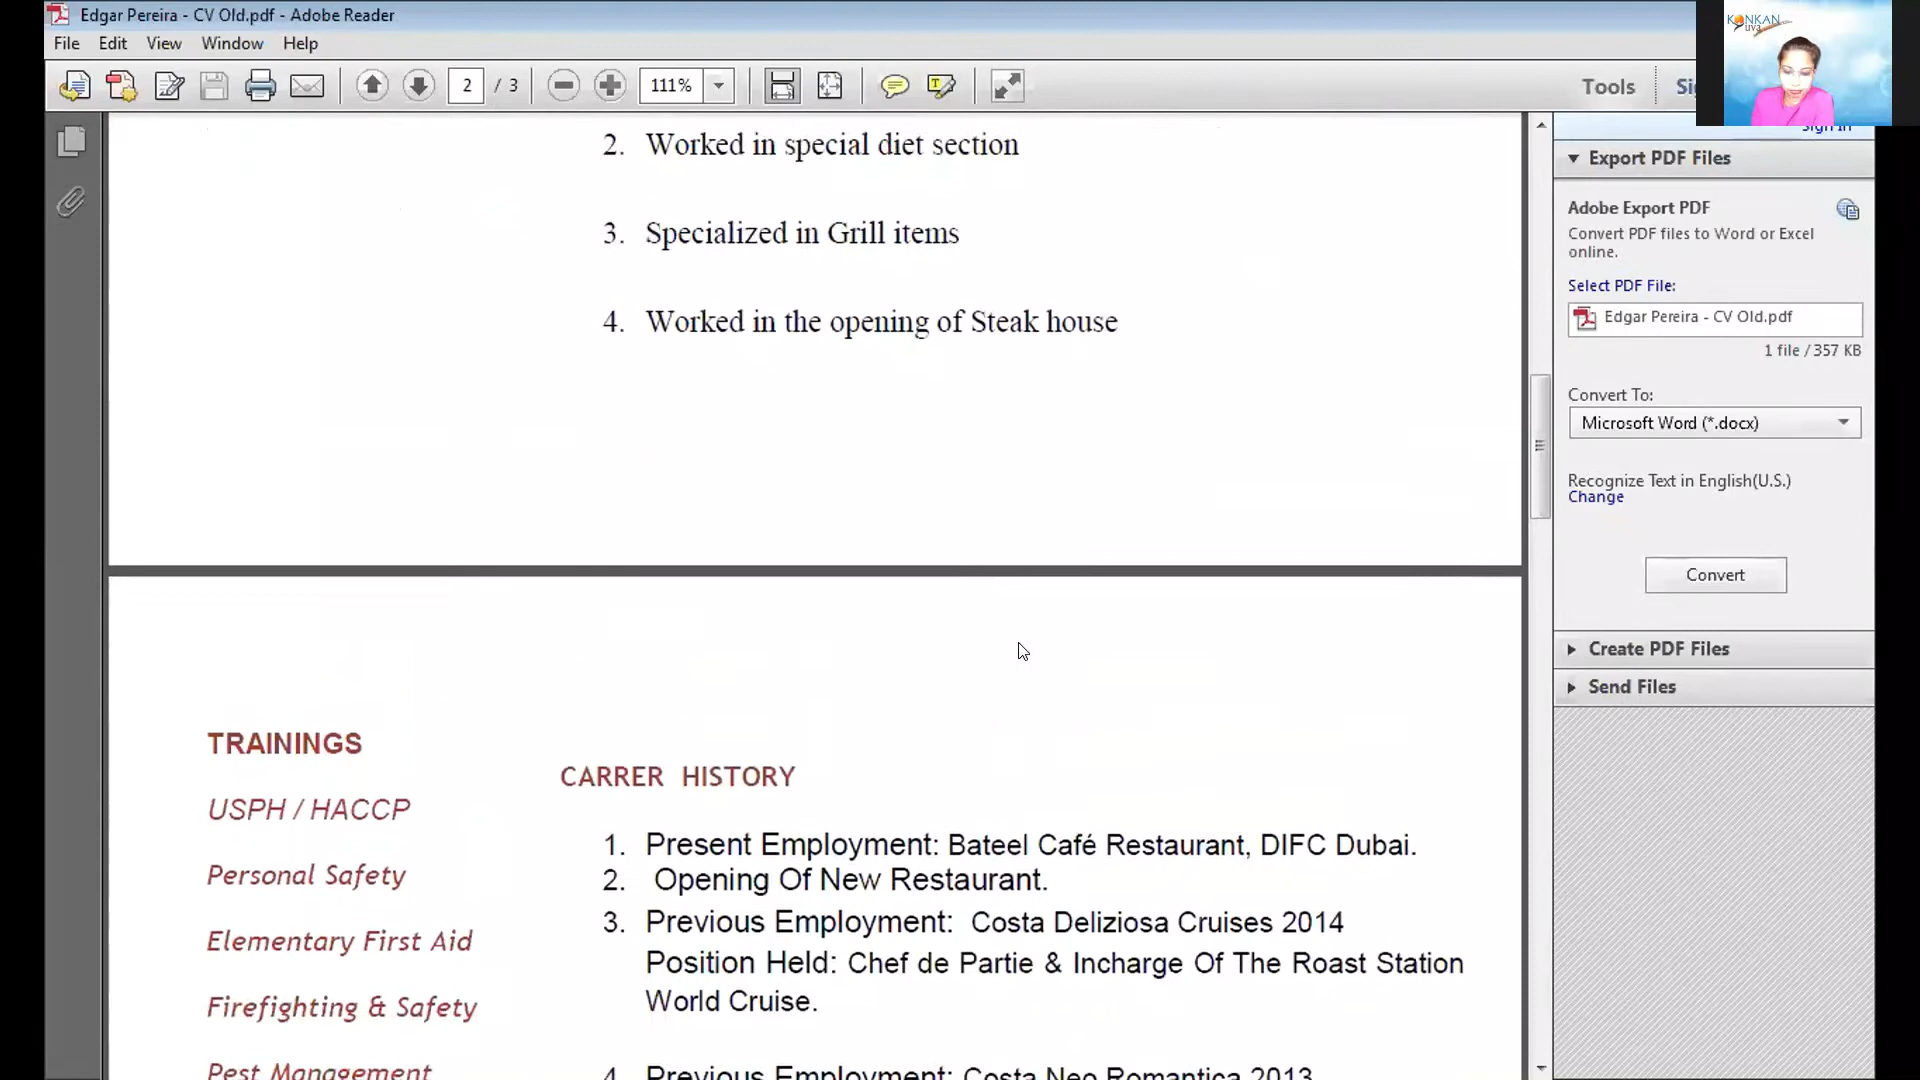 Edgar Pereira - CV Old.pdf - Adobe Reader
KONKAN
uva
File Edit View Window Help
2 / 3 111% Tools
Sign In
2. Worked in special diet section
3. Specialized in Grill items
4. Worked in the opening of Steak house
TRAININGS
USPH / HACCP
Personal Safety
Elementary First Aid
Firefighting & Safety
Pest Management
CARRER HISTORY
1. Present Employment: Bateel Café Restaurant, DIFC Dubai.
2. Opening Of New Restaurant.
3. Previous Employment: Costa Deliziosa Cruises 2014
Position Held: Chef de Partie & Incharge Of The Roast Station
World Cruise.
4. Previous Employment: Costa Neo Romantica 2013
Export PDF Files
Adobe Export PDF
Convert PDF files to Word or Excel
online.
Select PDF File:
Edgar Pereira - CV Old.pdf
1 file / 357 KB
Convert To:
Microsoft Word (*.docx)
Recognize Text in English(U.S.)
Change
Convert
Create PDF Files
Send Files